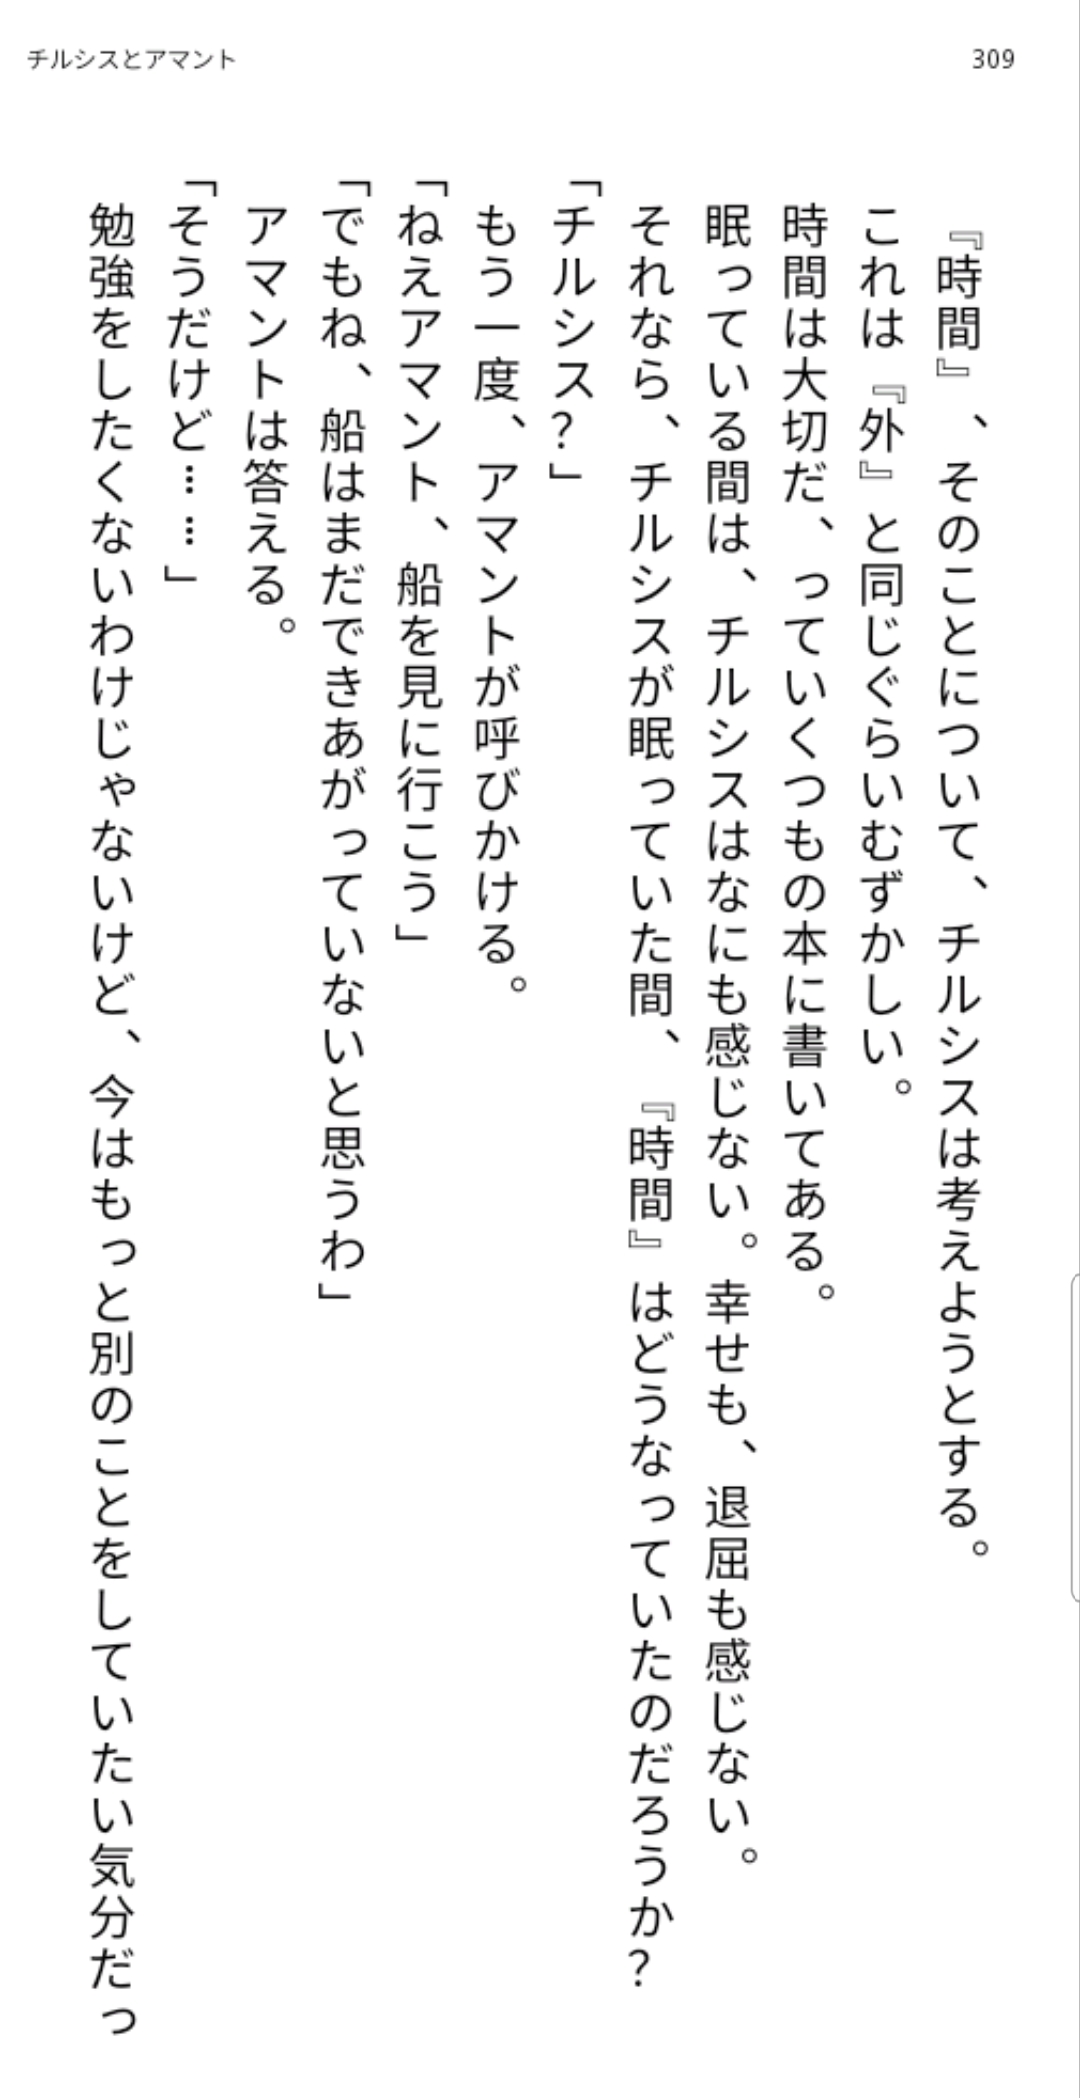 チルシスとアマント
309
『時間』、そのことについて、チルシスは考えようとする。
これは『外』と同じぐらいむずかしい。
時間は大切だ、っていくつもの本に書いてある。
眠っている間は、チルシスはなにも感じない。幸せも、退屈も感じない。
それなら、チルシスが眠っていた間、『時間』はどうなっていたのだろうか？
「チルシス？」
もう一度、アマントが呼びかける。
「ねえアマント、船を見に行こう」
「でもね、船はまだできあがっていないと思うわ」
アマントは答える。
「そうだけど……」
勉強をしたくないわけじゃないけど、今はもっと別のことをしていたい気分だっ